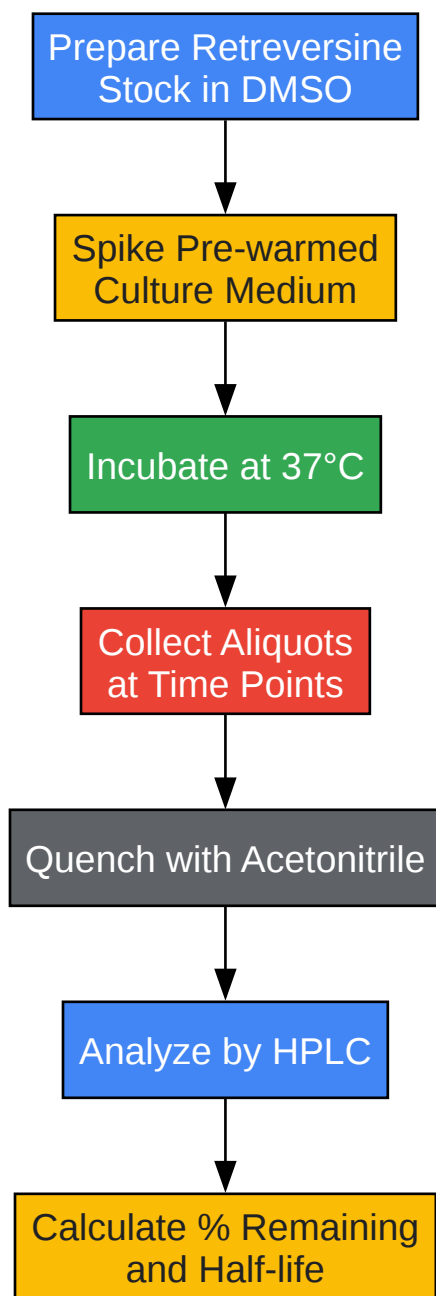 Prepare Retreversine
Stock in DMSO
Spike Pre-warmed
Culture Medium
Incubate at 37°C
Collect Aliquots
at Time Points
Quench with Acetonitrile
Analyze by HPLC
Calculate % Remaining
and Half-life